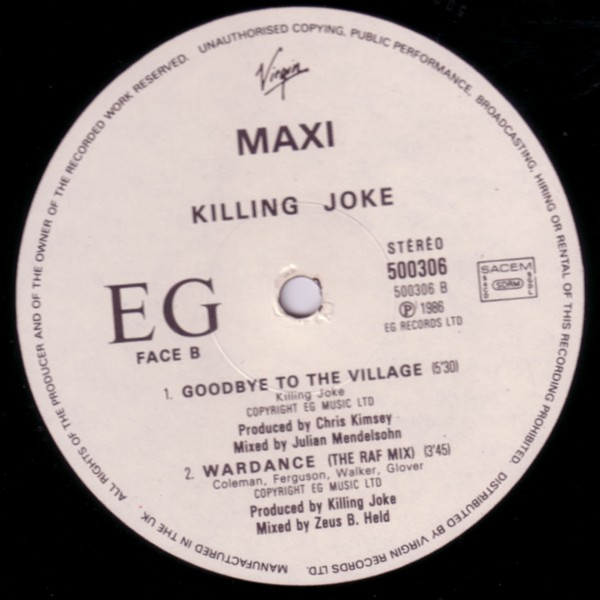 ALL RIGHTS OF THE PRODUCER AND OF THE OWNER OF THE RECORDED WORK RESERVED. UNAUTHORISED COPYING, PUBLIC PERFORMANCE, BROADCASTING, HIRING OR RENTAL OF THIS RECORDING PROHIBITED. DISTRIBUTED BY VIRGIN RECORDS LTD. MANUFACTURED IN THE UK.
Virgin
MAXI
KILLING JOKE
STÉRÉO
500306
500306 B
Ⓟ 1986
EG RECORDS LTD
SACEM
SACD
SDRM
SGDL
EG
FACE B
1. GOODBYE TO THE VILLAGE (5'30)
Killing Joke
COPYRIGHT EG MUSIC LTD
Produced by Chris Kimsey
Mixed by Julian Mendelsohn
2. WARDANCE (THE RAF MIX) (3'45)
Coleman, Ferguson, Walker, Glover
COPYRIGHT EG MUSIC LTD
Produced by Killing Joke
Mixed by Zeus B. Held